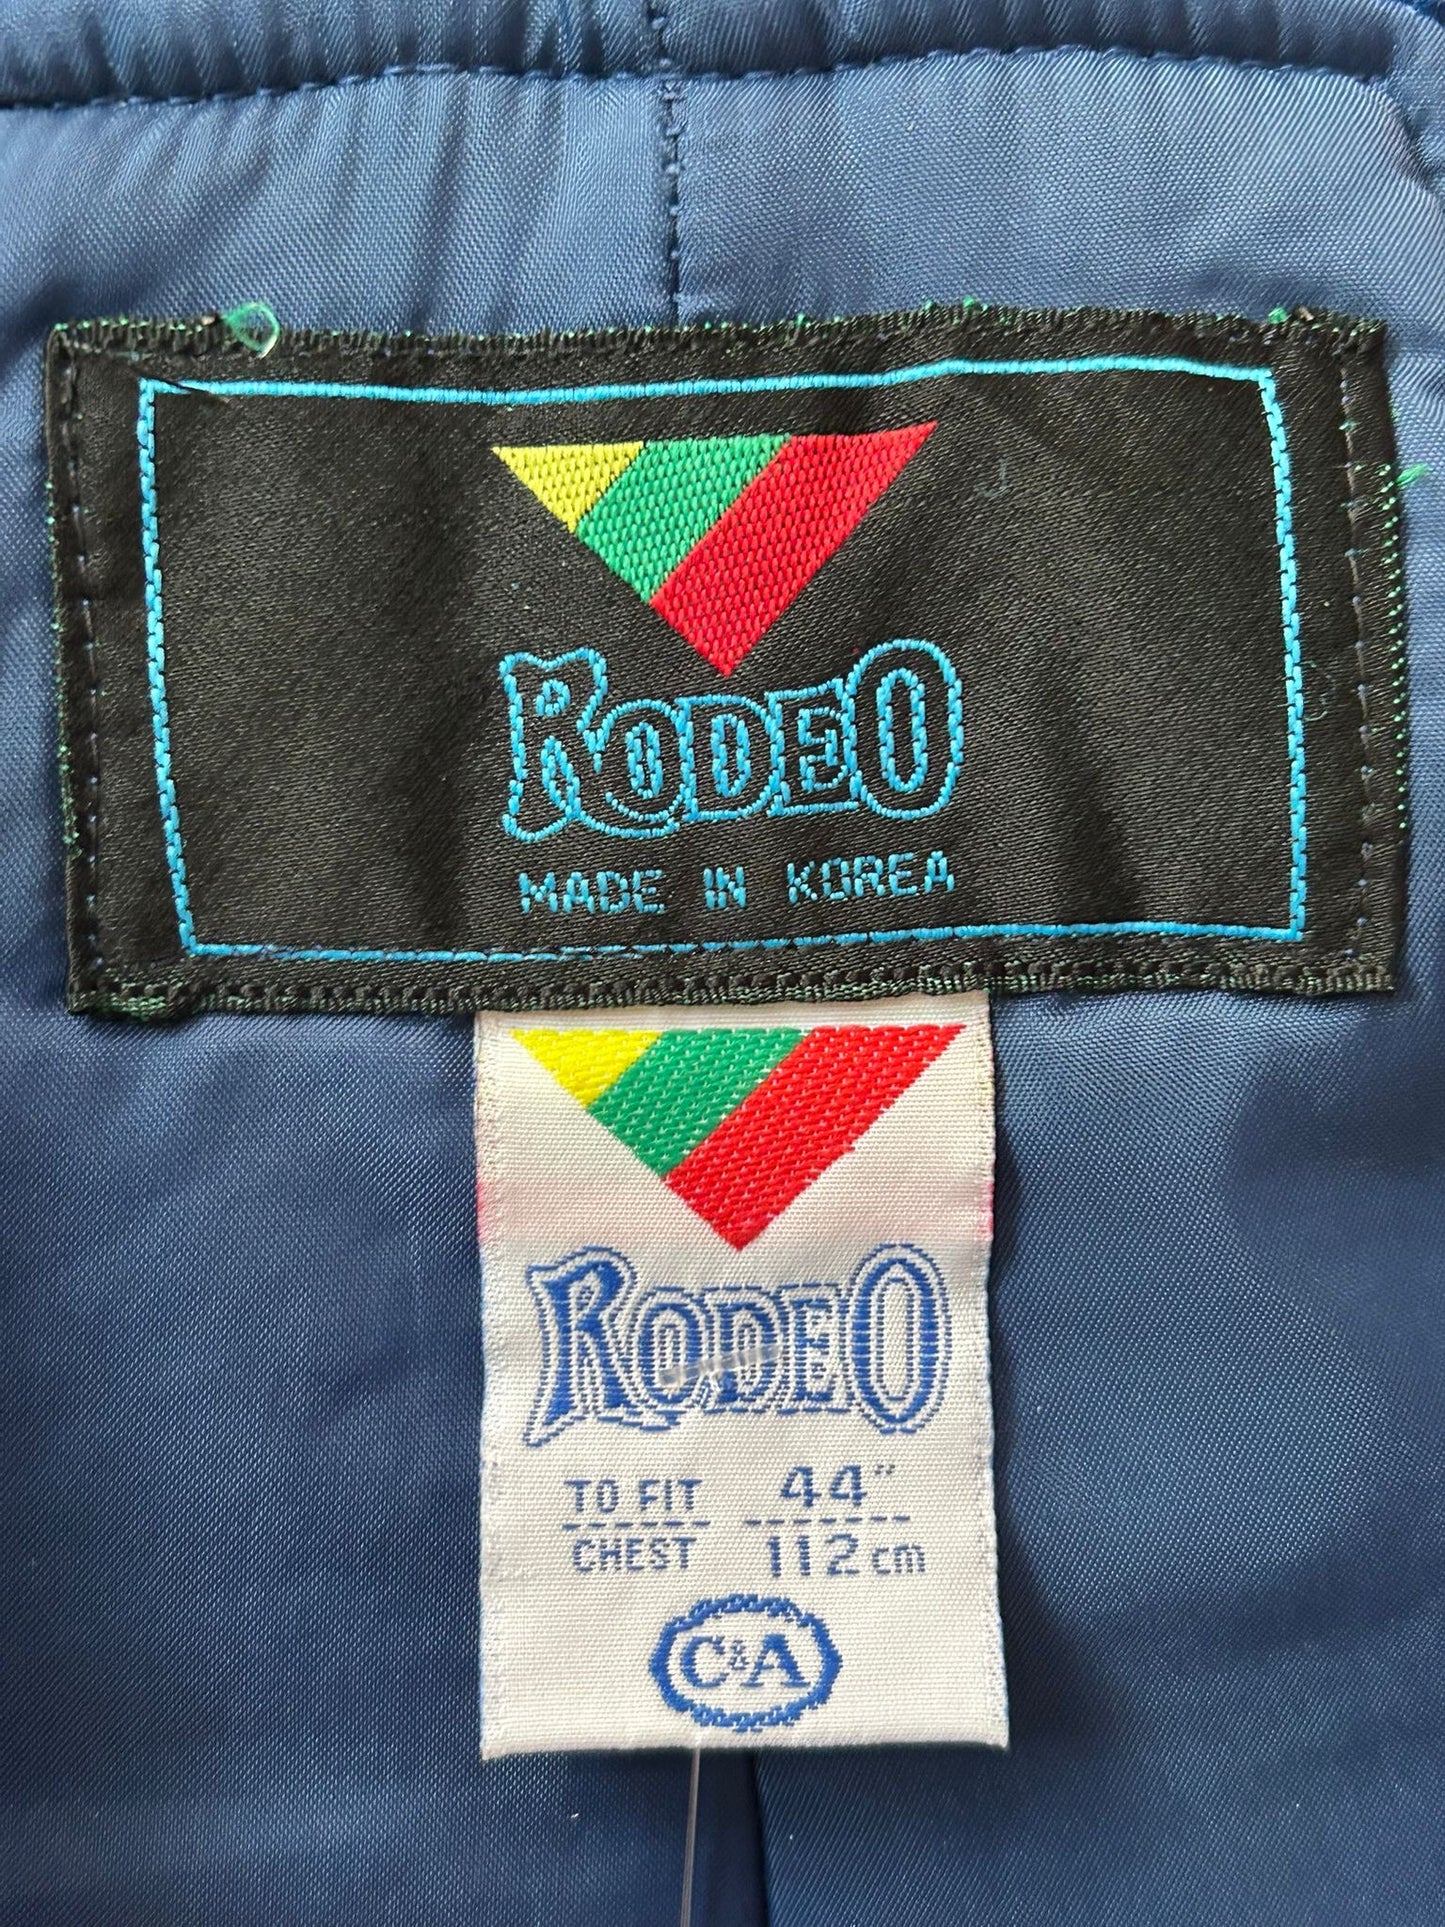 RODEO
MADE IN KOREA
RODEO
TO FIT 44"
CHEST 112 cm
C&A